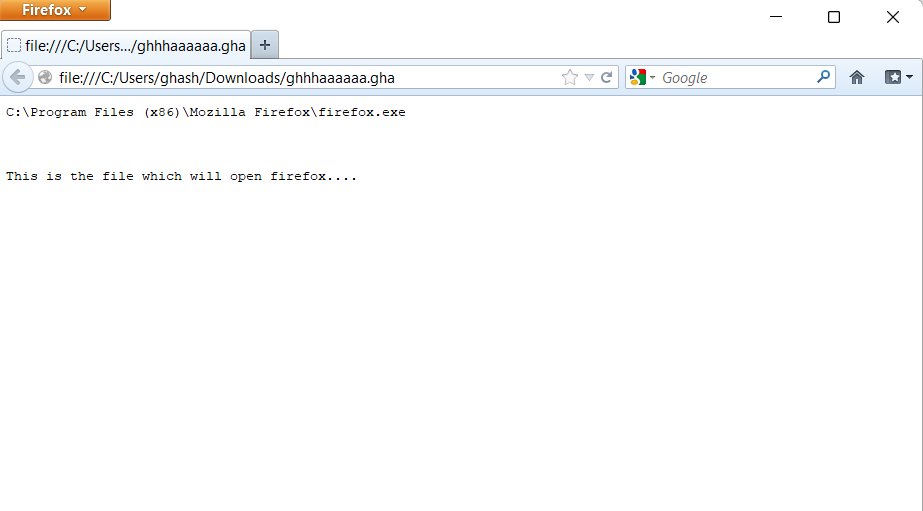 Firefox
file:///C:/Users.../ghhhaaaaaa.gha
file:///C:/Users/ghash/Downloads/ghhhaaaaaa.gha
Google
C:\Program Files (x86)\Mozilla Firefox\firefox.exe
This is the file which will open firefox....